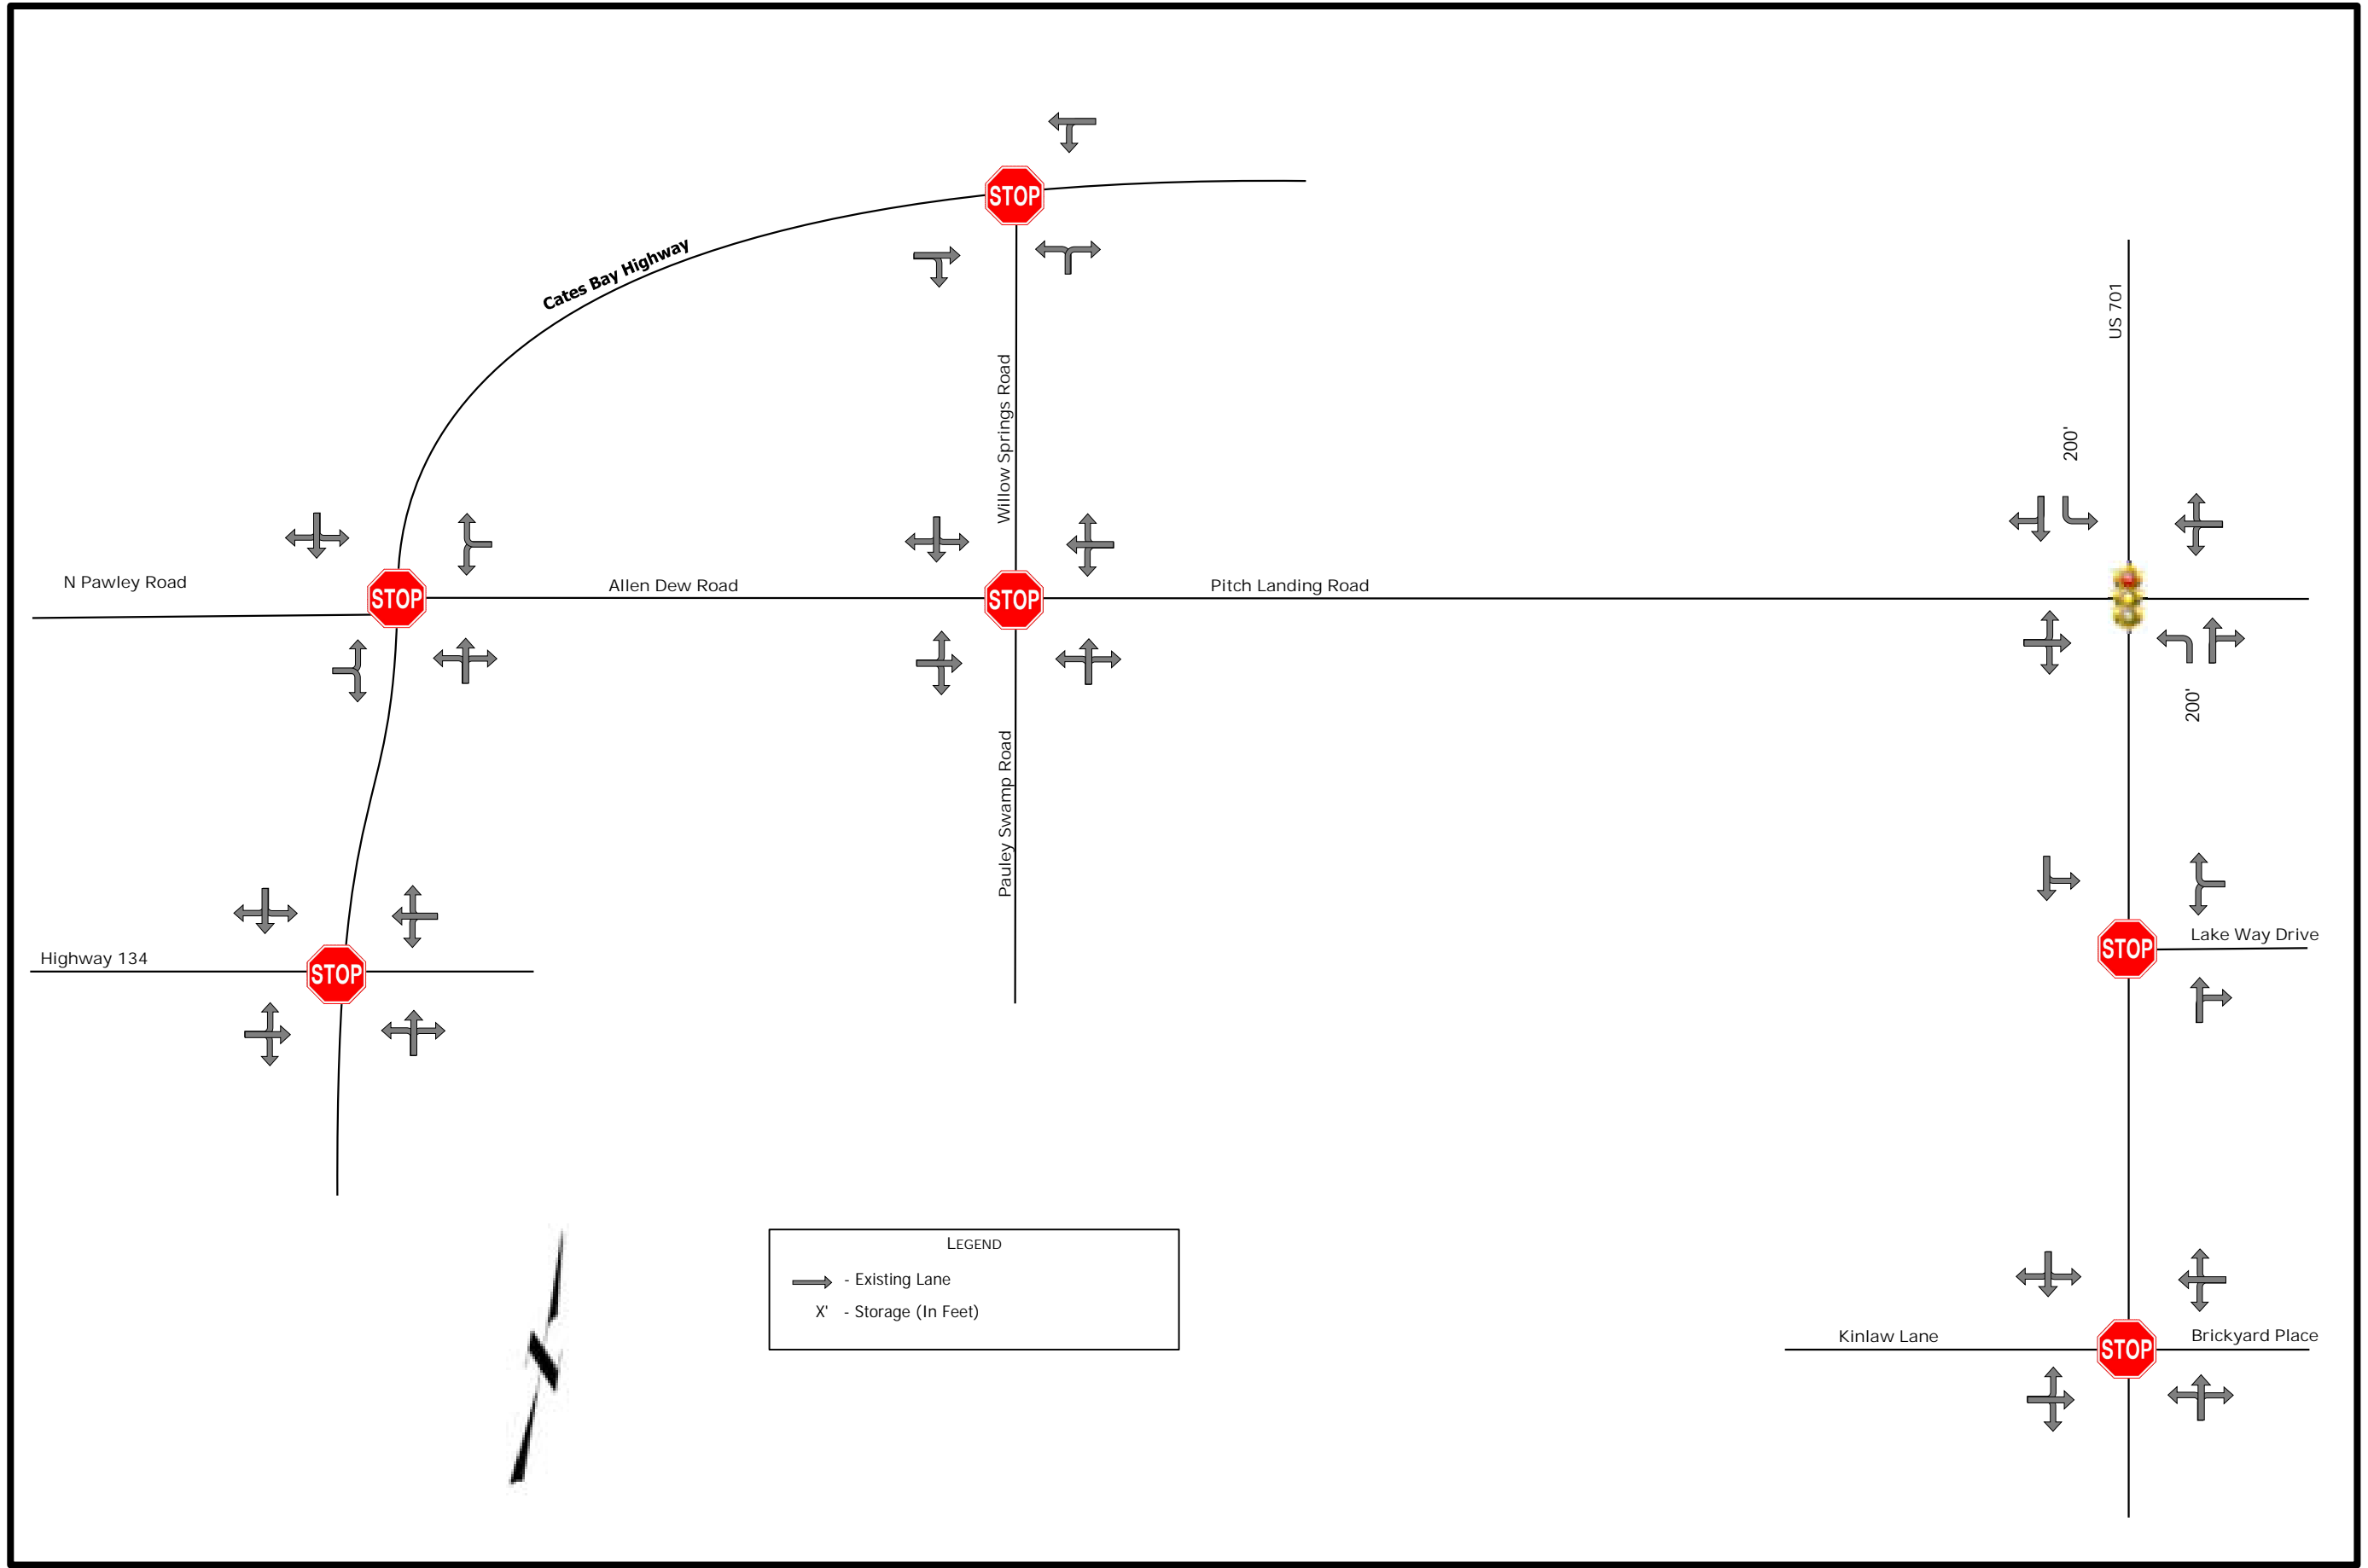 STOP
Cates Bay Highway
US 701
Willow Springs Road
200'
N Pawley Road
STOP
Allen Dew Road
STOP
Pitch Landing Road
200'
Pauley Swamp Road
Highway 134
STOP
STOP
Lake Way Drive
LEGEND
- Existing Lane
X' - Storage (In Feet)
Kinlaw Lane
STOP
Brickyard Place